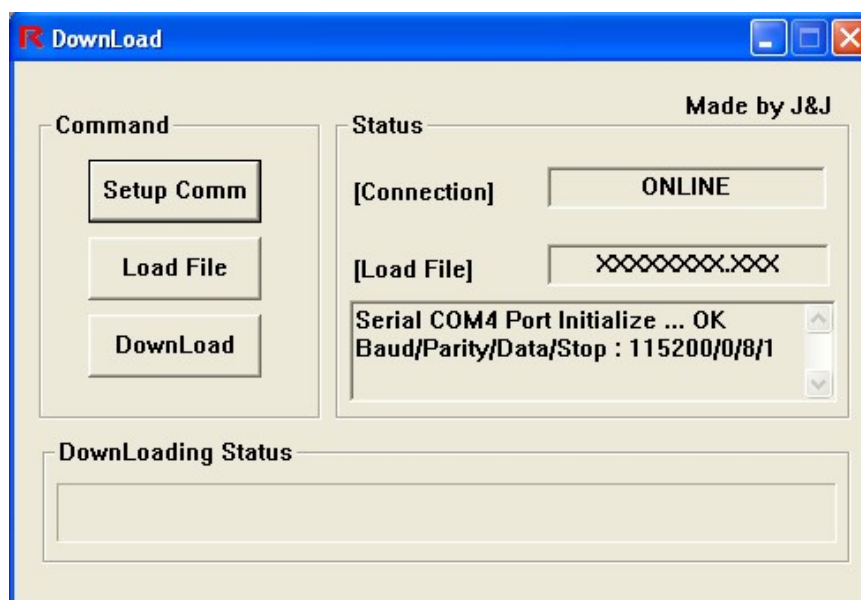 R DownLoad
Made by J&J
Command
Setup Comm
Load File
DownLoad
Status
[Connection]
ONLINE
[Load File]
XXXXXXXX.XXX
Serial COM4 Port Initialize ... OK
Baud/Parity/Data/Stop : 115200/0/8/1
DownLoading Status